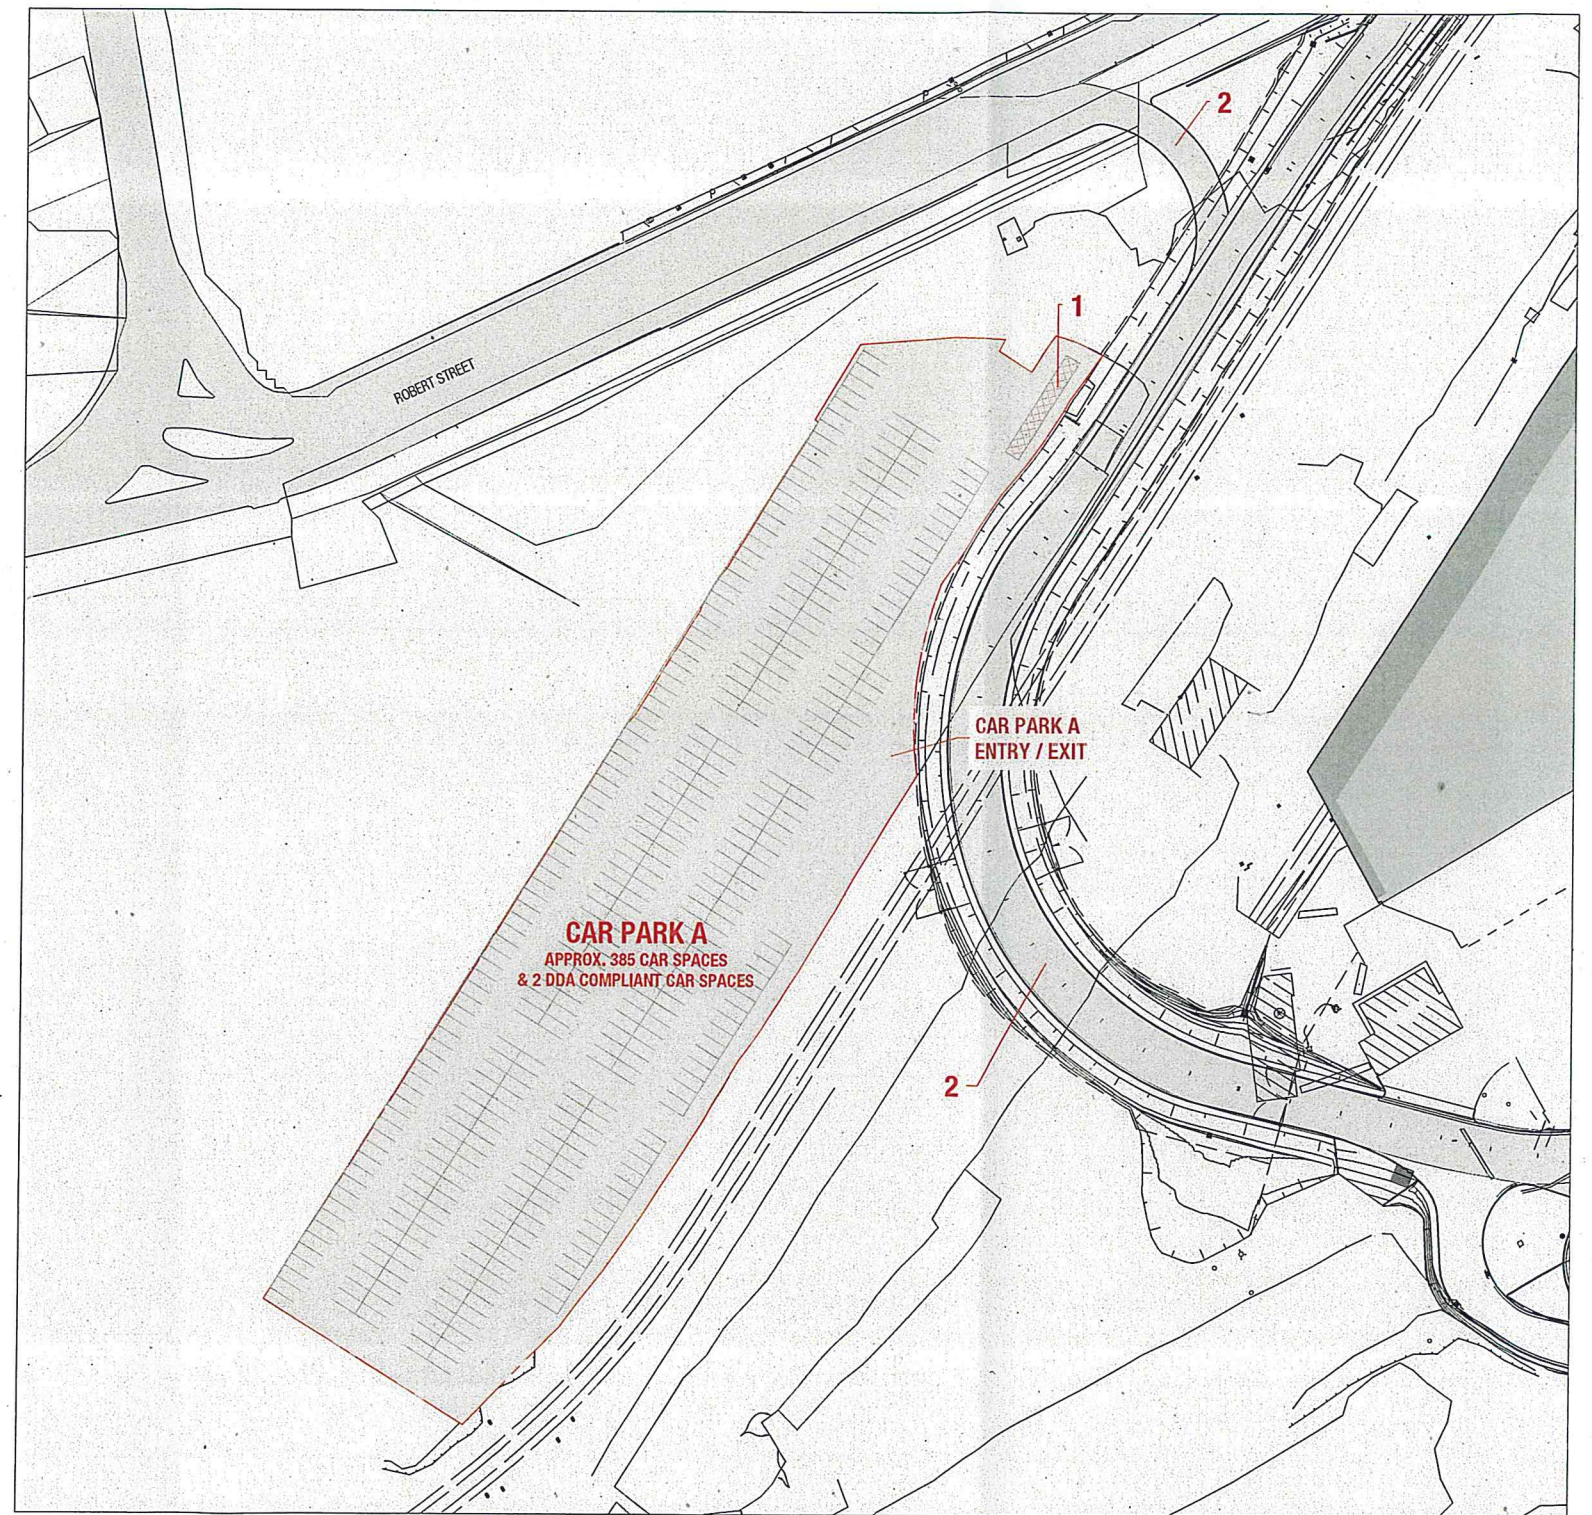 2
1
ROBERT STREET
CAR PARK A
ENTRY / EXIT
CAR PARK A
APPROX. 385 CAR SPACES
& 2 DDA COMPLIANT CAR SPACES
2